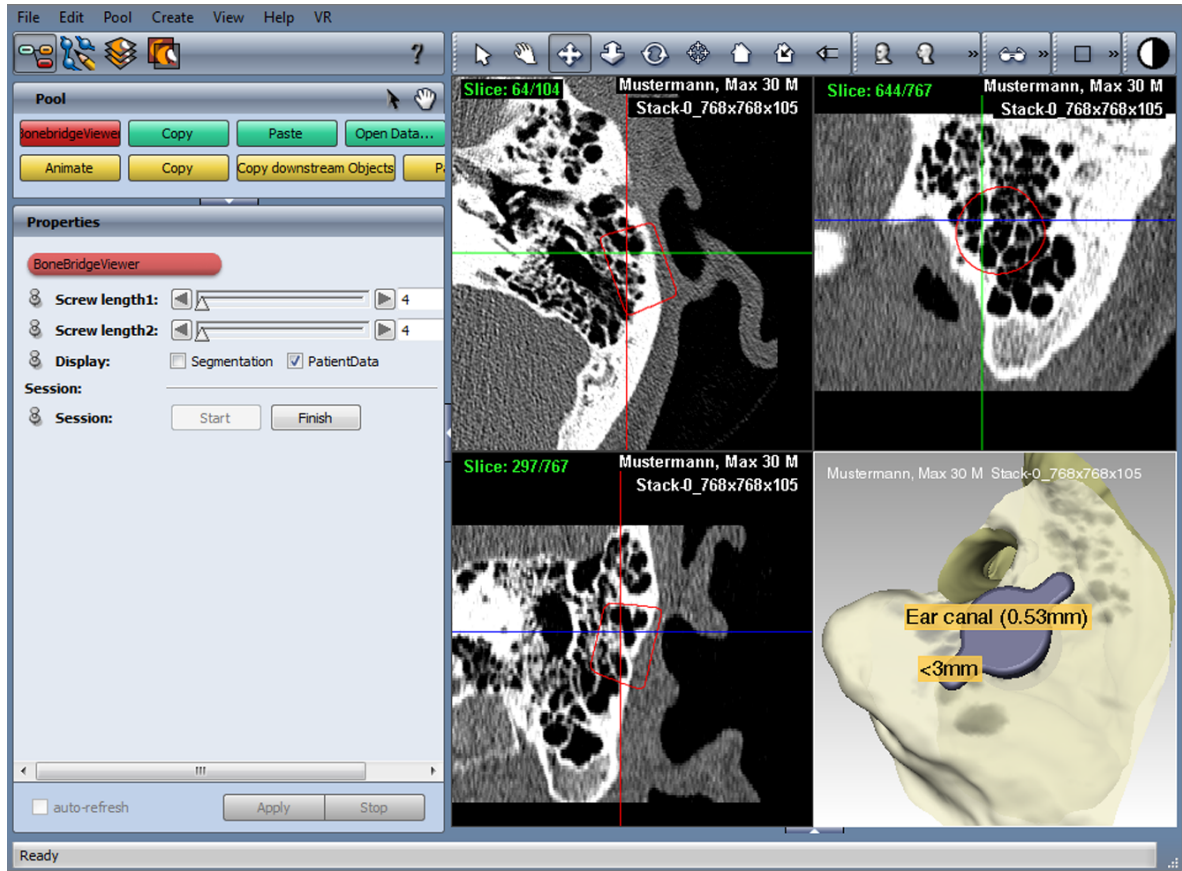 File Edit Pool Create View Help VR
?
Pool
BonebridgeViewer Copy Paste Open Data...
Animate Copy Copy downstream Objects
Properties
BoneBridgeViewer
Screw length1: 4
Screw length2: 4
Display: Segmentation PatientData
Session:
Session: Start Finish
auto-refresh Apply Stop
Ready
» » »
Slice: 64/104
Mustermann, Max 30 M
Stack-0_768x768x105
Slice: 644/767
Mustermann, Max 30 M
Stack-0_768x768x105
Slice: 297/767
Mustermann, Max 30 M
Stack-0_768x768x105
Mustermann, Max 30 M Stack-0_768x768x105
Ear canal (0.53mm)
<3mm